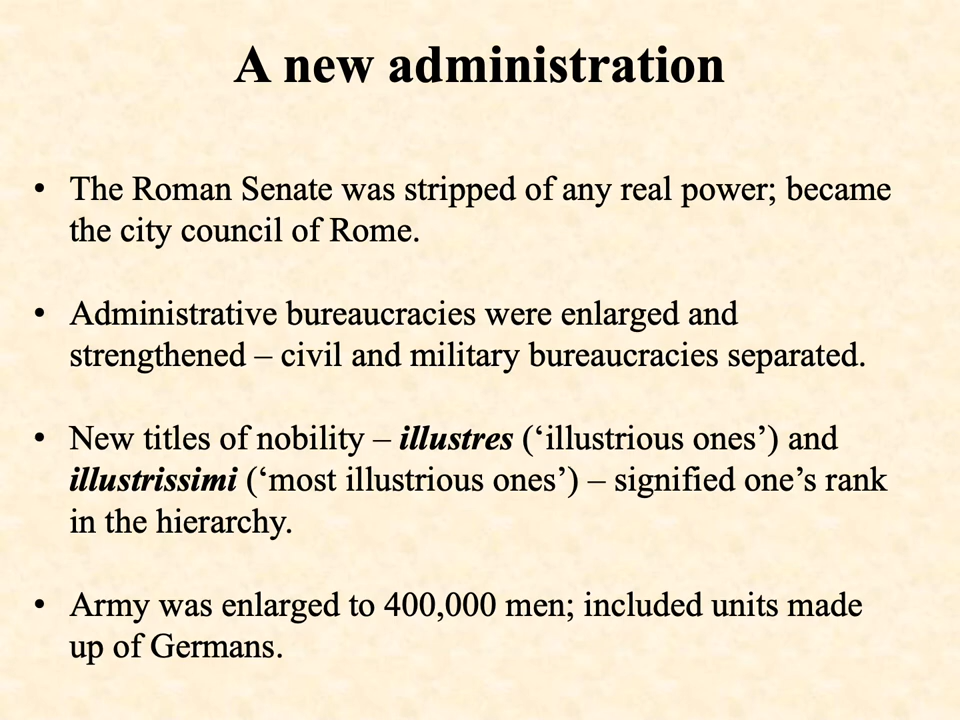 A new administration
• The Roman Senate was stripped of any real power; became
the city council of Rome.
• Administrative bureaucracies were enlarged and
strengthened – civil and military bureaucracies separated.
• New titles of nobility – illustres (‘illustrious ones’) and
illustrissimi (‘most illustrious ones’) – signified one’s rank
in the hierarchy.
• Army was enlarged to 400,000 men; included units made
up of Germans.